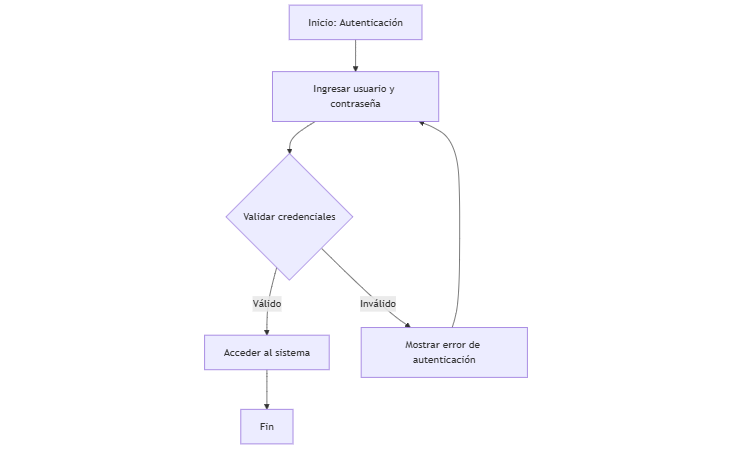 Inicio: Autenticación
Ingresar usuario y
contraseña
Validar credenciales
Válido
Inválido
Acceder al sistema
Mostrar error de
autenticación
Fin